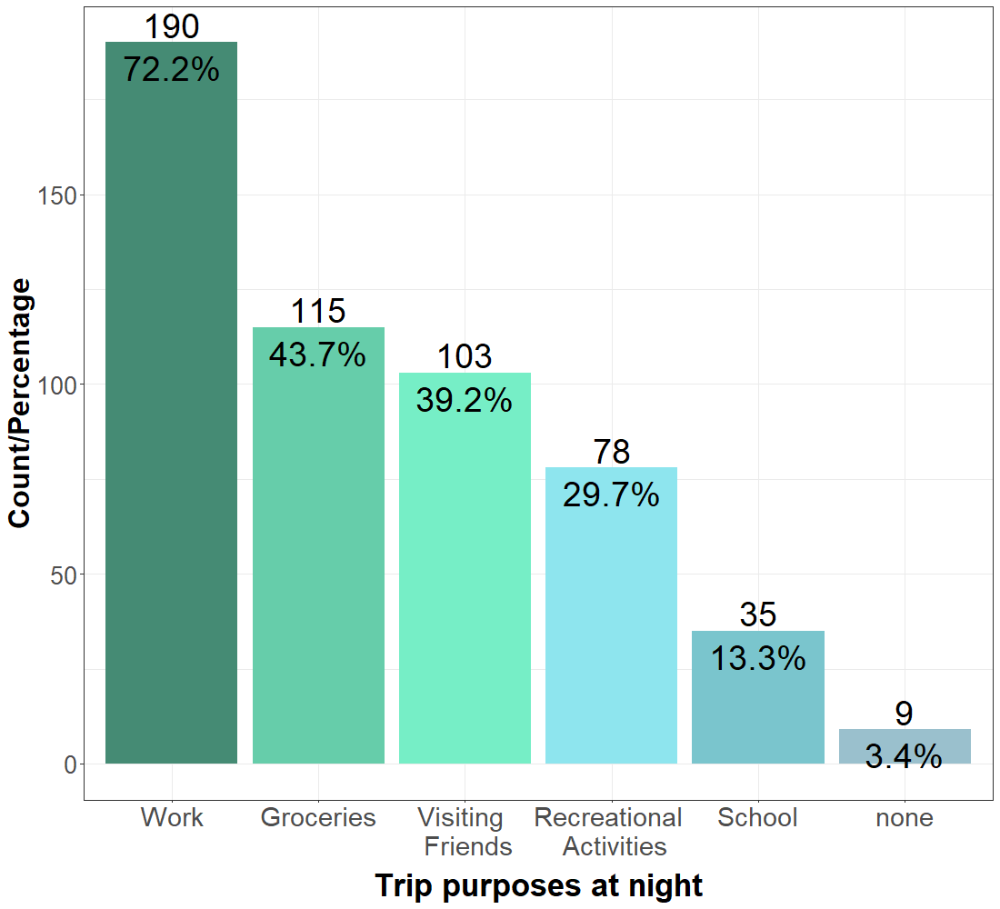 190
72.2%
115
43.7%
103
39.2%
78
29.7%
35
13.3%
9
3.4%
150
100
50
0
Count/Percentage
Work
Groceries
Visiting
Friends
Recreational
Activities
School
none
Trip purposes at night